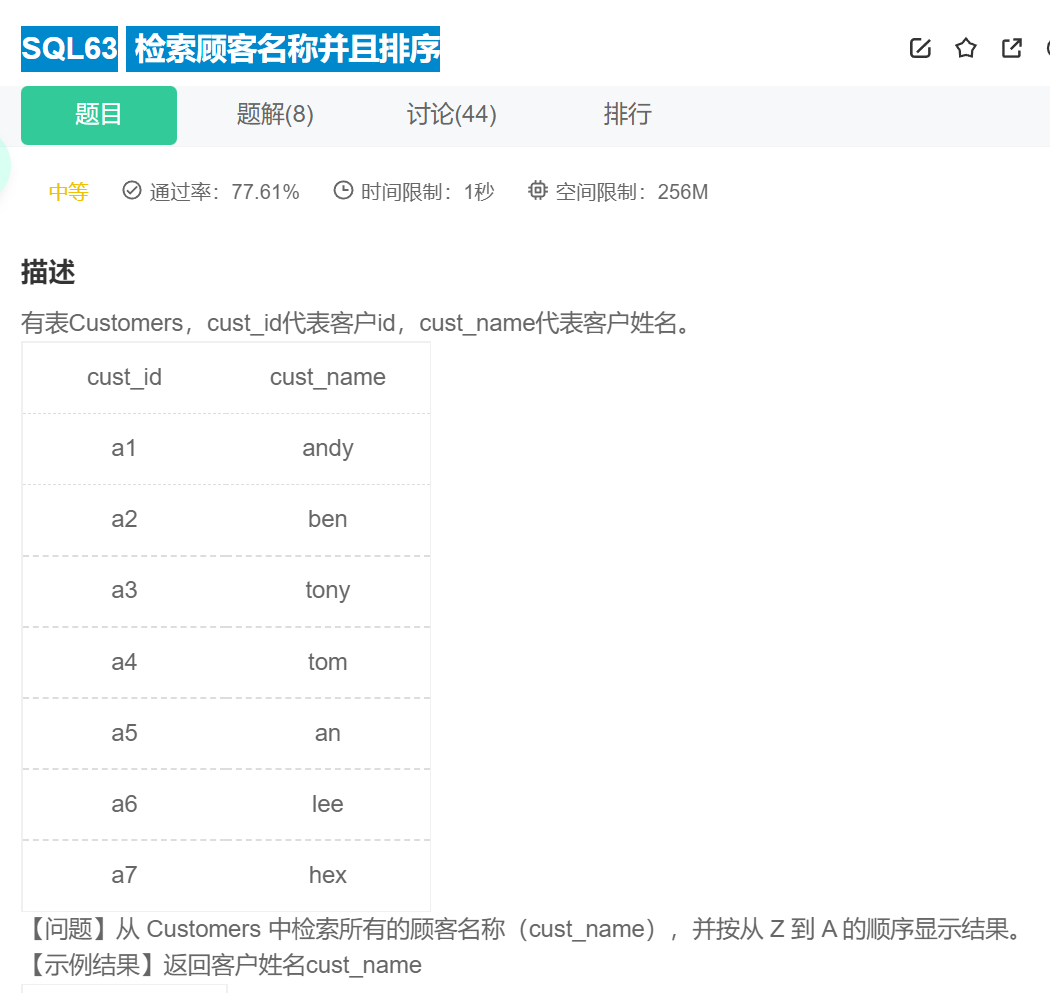 SQL63 检索顾客名称并且排序
题目 题解(8) 讨论(44) 排行
中等 通过率：77.61% 时间限制：1秒 空间限制：256M
描述
有表Customers，cust_id代表客户id，cust_name代表客户姓名。
cust_id cust_name
a1 andy
a2 ben
a3 tony
a4 tom
a5 an
a6 lee
a7 hex
【问题】从 Customers 中检索所有的顾客名称（cust_name），并按从 Z 到 A 的顺序显示结果。
【示例结果】返回客户姓名cust_name